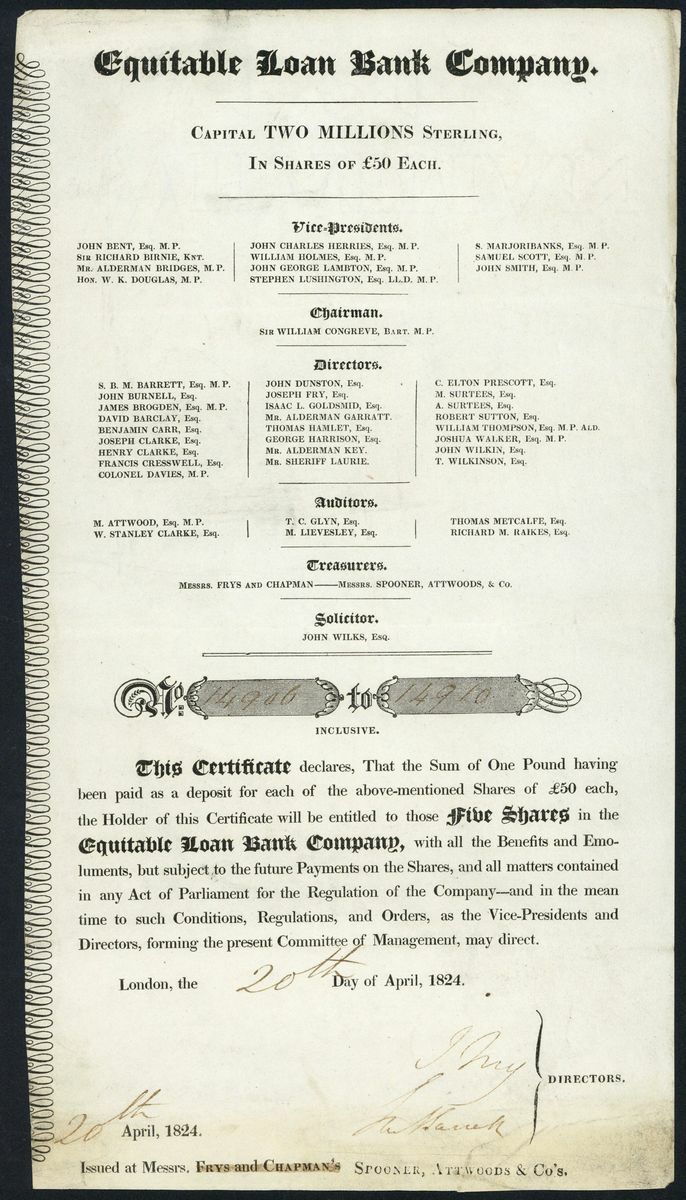 Equitable Loan Bank Company.
CAPITAL TWO MILLIONS STERLING,
IN SHARES OF £50 EACH.
Vice-Presidents.
JOHN BENT, Esq. M. P.
SIR RICHARD BIRNIE, KNT.
MR. ALDERMAN BRIDGES, M. P.
HON. W. K. DOUGLAS, M. P.
JOHN CHARLES HERRIES, Esq. M. P.
WILLIAM HOLMES, Esq. M. P.
JOHN GEORGE LAMBTON, Esq. M. P.
STEPHEN LUSHINGTON, Esq. LL.D. M. P.
S. MARJORIBANKS, Esq. M. P.
SAMUEL SCOTT, Esq. M. P.
JOHN SMITH, Esq. M. P.
Chairman.
SIR WILLIAM CONGREVE, BART. M. P.
Directors.
S. B. M. BARRETT, Esq. M. P.
JOHN BURNELL, Esq.
JAMES BROGDEN, Esq. M. P.
DAVID BARCLAY, Esq.
BENJAMIN CARR, Esq.
JOSEPH CLARKE, Esq.
HENRY CLARKE, Esq.
FRANCIS CRESSWELL, Esq.
COLONEL DAVIES, M. P.
JOHN DUNSTON, Esq.
JOSEPH FRY, Esq.
ISAAC L. GOLDSMID, Esq.
MR. ALDERMAN GARRATT.
THOMAS HAMLET, Esq.
GEORGE HARRISON, Esq.
MR. ALDERMAN KEY.
MR. SHERIFF LAURIE.
C. ELTON PRESCOTT, Esq.
M. SURTEES, Esq.
A. SURTEES, Esq.
ROBERT SUTTON, Esq.
WILLIAM THOMPSON, Esq. M. P. ALD.
JOSHUA WALKER, Esq. M. P.
JOHN WILKIN, Esq.
T. WILKINSON, Esq.
Auditors.
M. ATTWOOD, Esq. M. P.
W. STANLEY CLARKE, Esq.
T. C. GLYN, Esq.
M. LIEVESLEY, Esq.
THOMAS METCALFE, Esq.
RICHARD M. RAIKES, Esq.
Treasurers.
MESSRS. FRYS AND CHAPMAN——MESSRS. SPOONER, ATTWOODS, & Co.
Solicitor.
JOHN WILKS, Esq.
No. 14906 to 14910
INCLUSIVE.
This Certificate declares, That the Sum of One Pound having
been paid as a deposit for each of the above-mentioned Shares of £50 each,
the Holder of this Certificate will be entitled to those Five Shares in the
Equitable Loan Bank Company, with all the Benefits and Emo-
luments, but subject to the future Payments on the Shares, and all matters contained
in any Act of Parliament for the Regulation of the Company—and in the mean
time to such Conditions, Regulations, and Orders, as the Vice-Presidents and
Directors, forming the present Committee of Management, may direct.
London, the 20th Day of April, 1824.
DIRECTORS.
20th April, 1824.
Issued at Messrs. FRYS and CHAPMAN'S SPOONER, ATTWOODS & Co's.